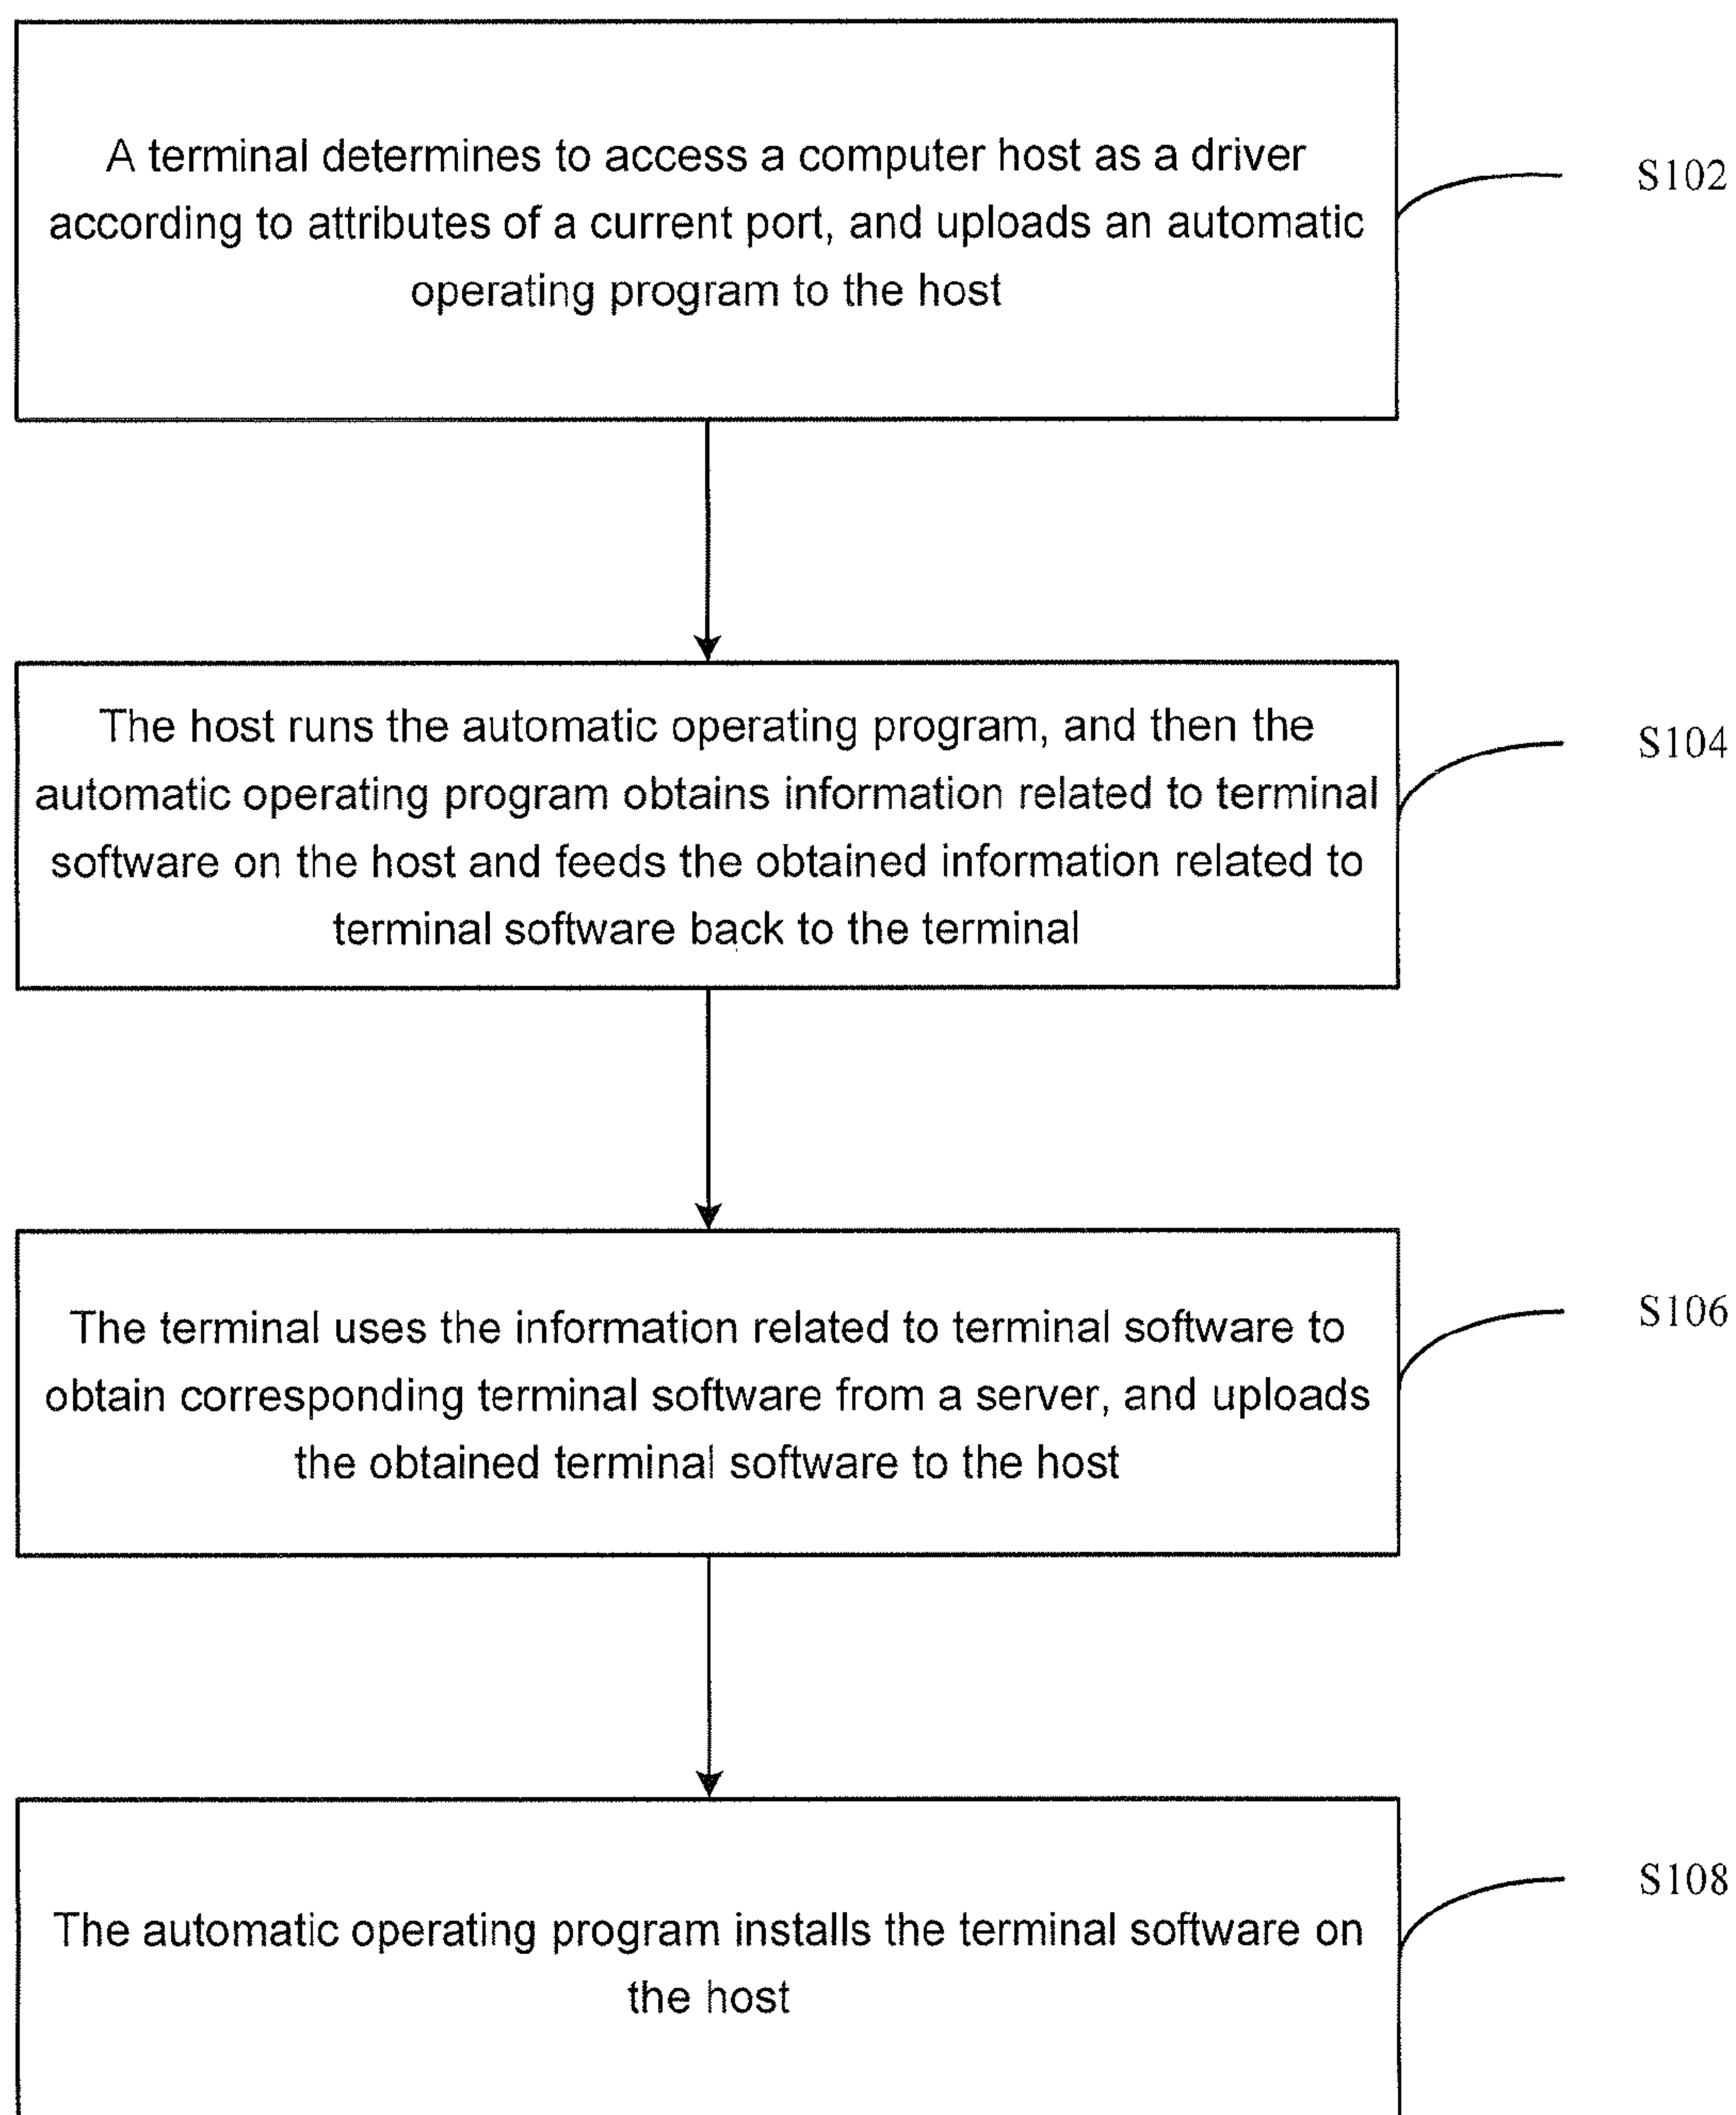 A terminal determines to access a computer host as a driver
according to attributes of a current port, and uploads an automatic
operating program to the host
S102
The host runs the automatic operating program, and then the
automatic operating program obtains information related to terminal
software on the host and feeds the obtained information related to
terminal software back to the terminal
S104
The terminal uses the information related to terminal software to
obtain corresponding terminal software from a server, and uploads
the obtained terminal software to the host
S106
The automatic operating program installs the terminal software on
the host
S108